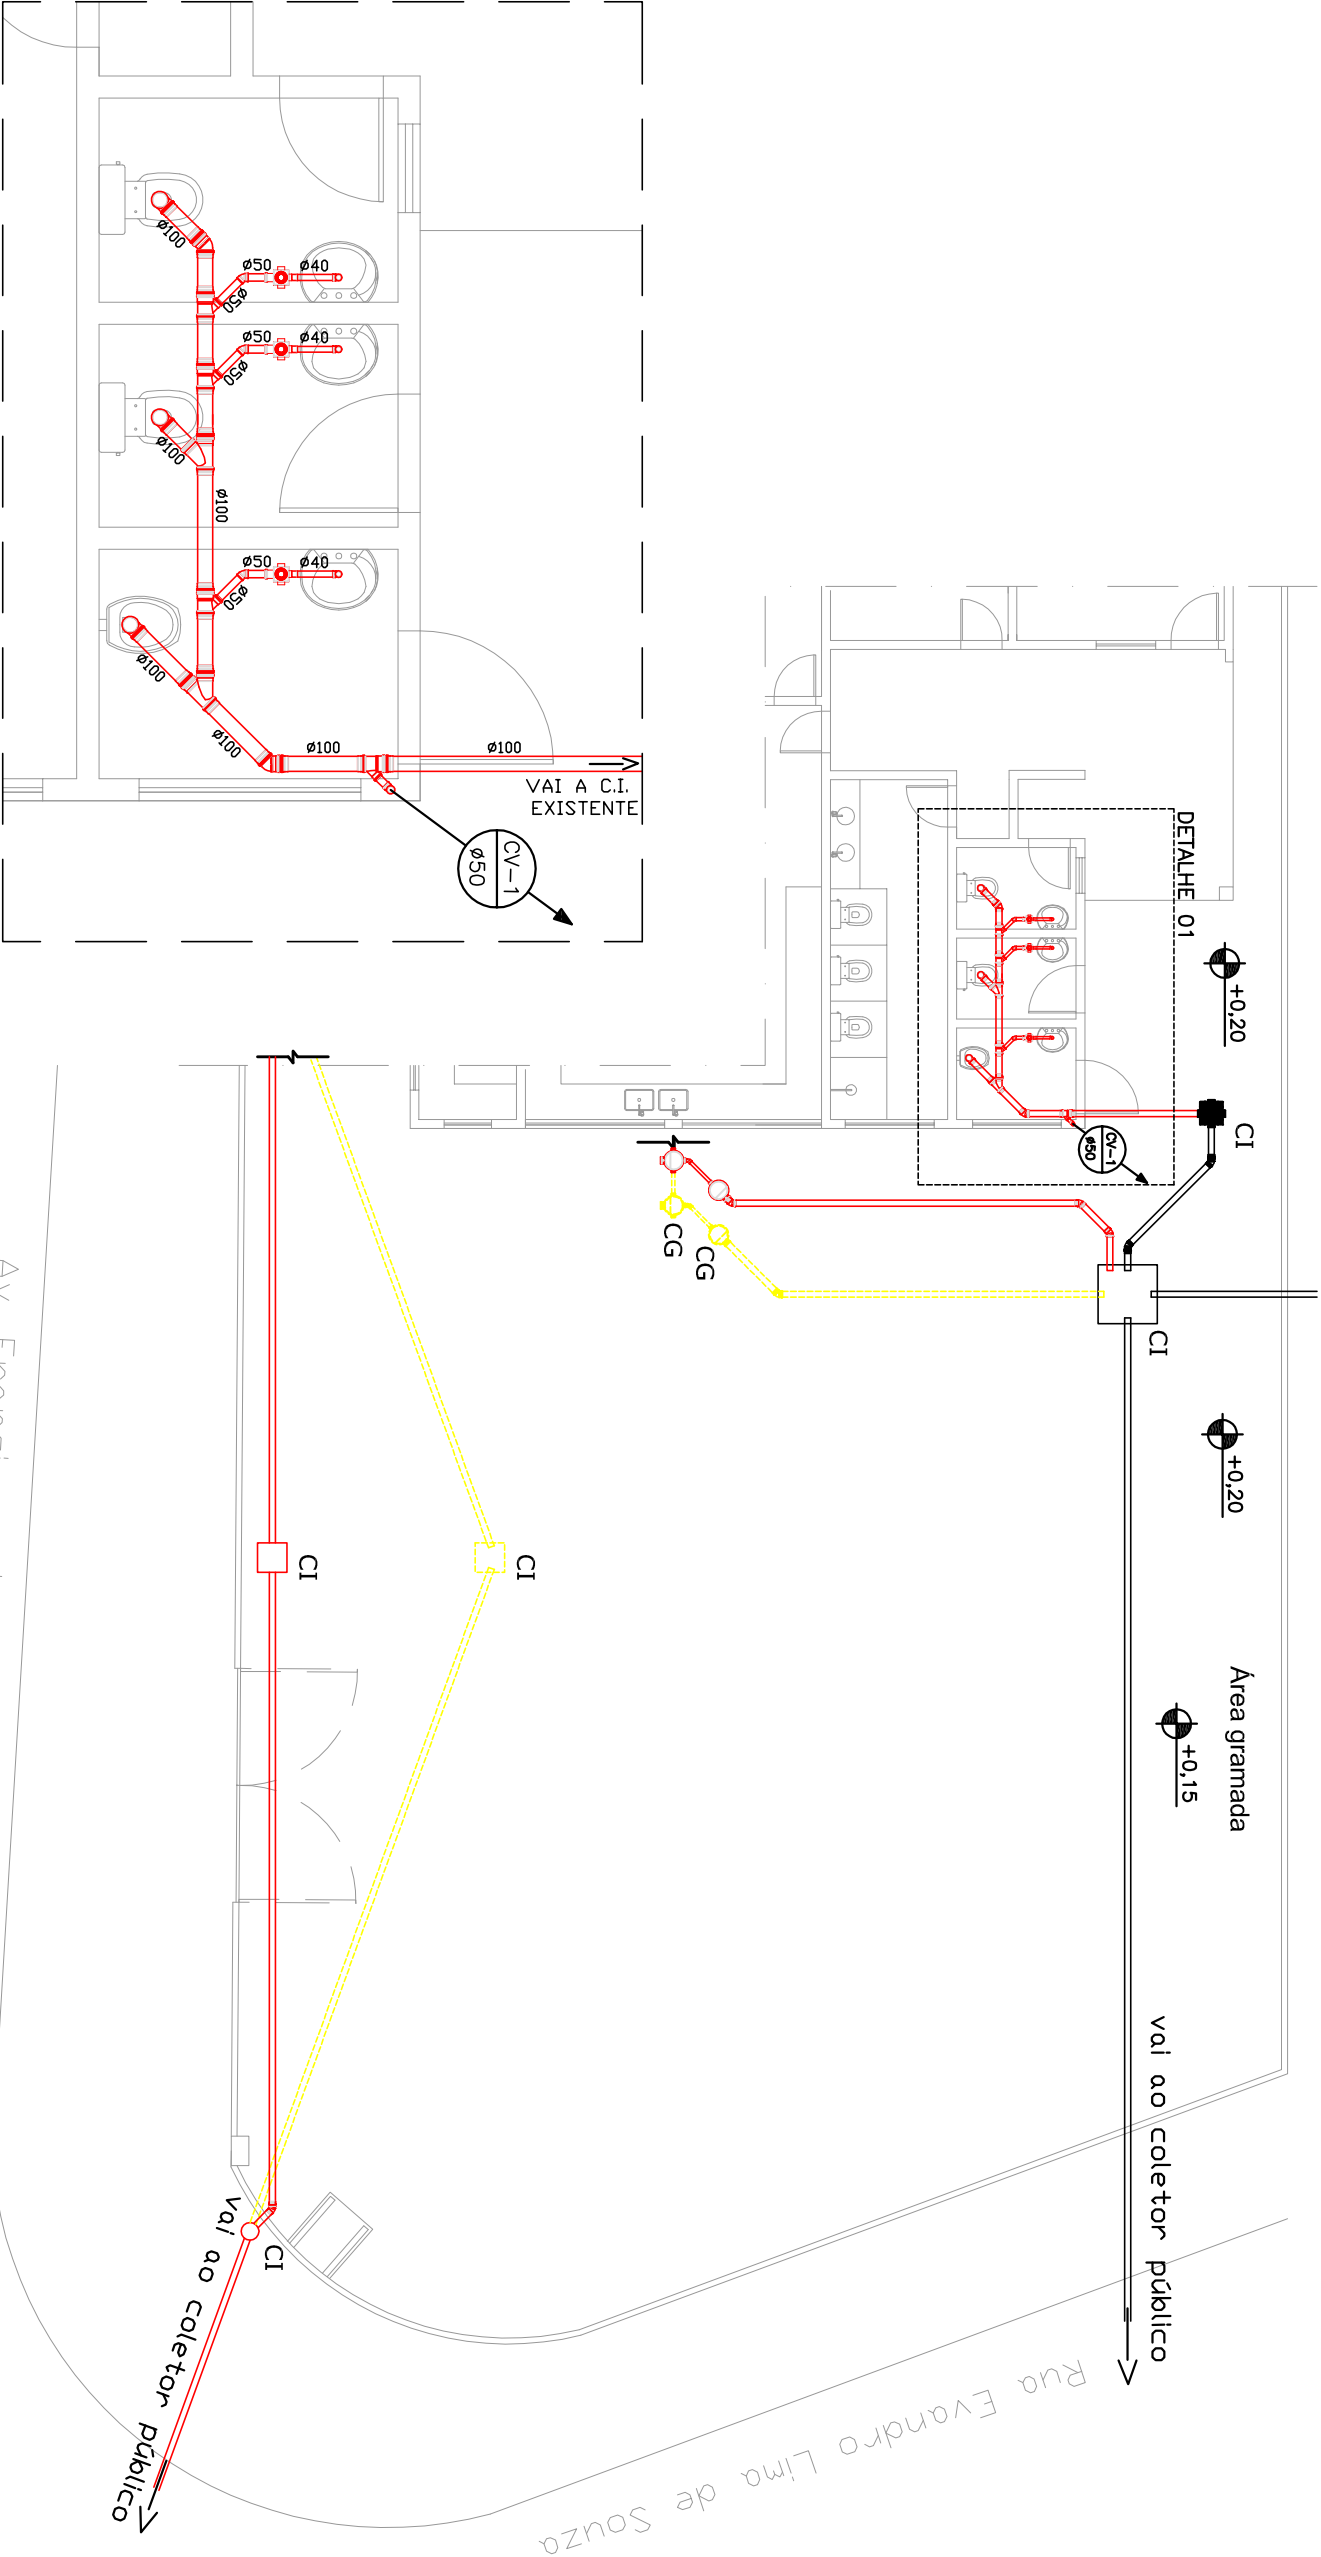 ø100
ø50
ø40
ø50
ø50
ø40
ø50
ø100
ø100
ø50
ø40
ø50
ø100
ø100
ø100
ø100
VAI A C.I.
EXISTENTE
CV-1
ø50
DETALHE 01
+0,20
CI
CV-1
ø50
CG
CG
CI
+0,20
CI
CI
Área gramada
+0,15
vai ao coletor público
CI
vai ao coletor público
Rua Evandro Lima de Souza
Av.